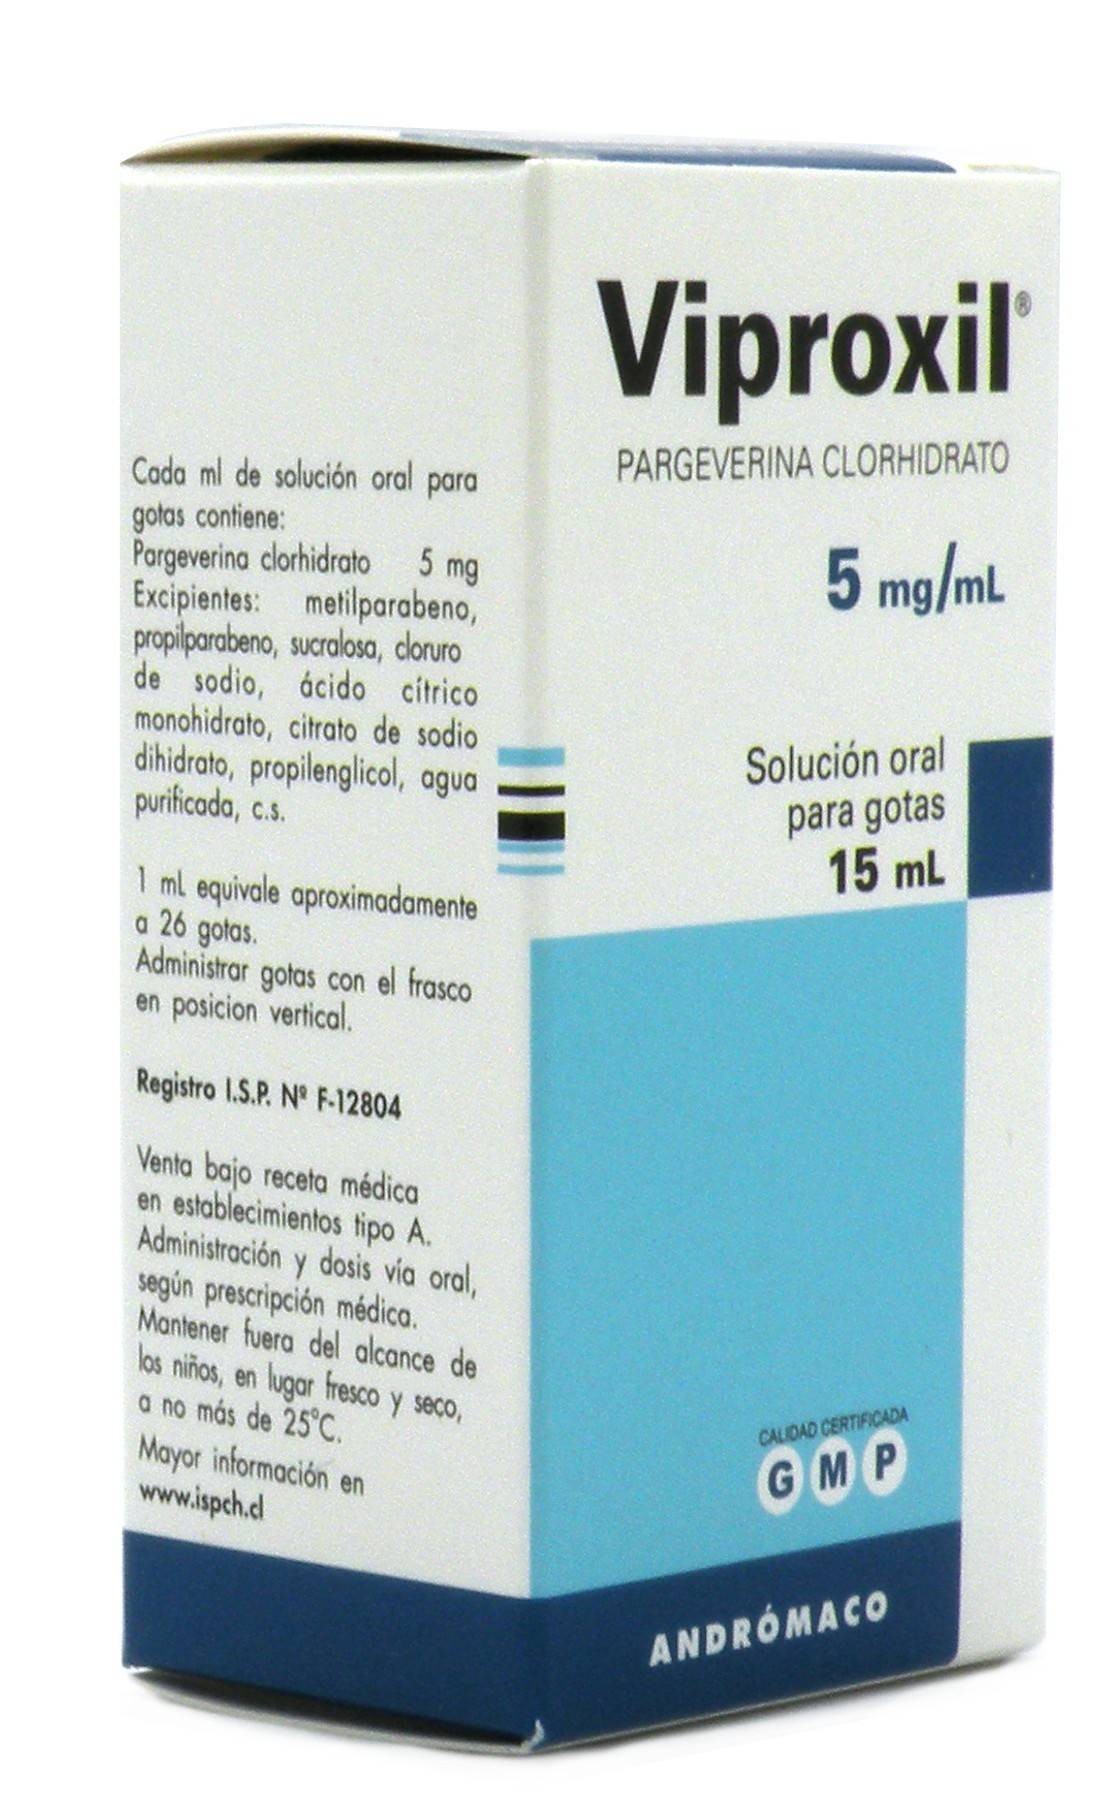 Viproxil®
PARGEVERINA CLORHIDRATO
5 mg/mL
Solución oral
para gotas
15 mL
CALIDAD CERTIFICADA
G M P
ANDRÓMACO
Cada ml de solución oral para
gotas contiene:
Pargeverina clorhidrato 5 mg
Excipientes: metilparabeno,
propilparabeno, sucralosa, cloruro
de sodio, ácido cítrico
monohidrato, citrato de sodio
dihidrato, propilenglicol, agua
purificada, c.s.
1 mL equivale aproximadamente
a 26 gotas.
Administrar gotas con el frasco
en posicion vertical.
Registro I.S.P. Nº F-12804
Venta bajo receta médica
en establecimientos tipo A.
Administración y dosis vía oral,
según prescripción médica.
Mantener fuera del alcance de
los niños, en lugar fresco y seco,
a no más de 25°C.
Mayor información en
www.ispch.cl